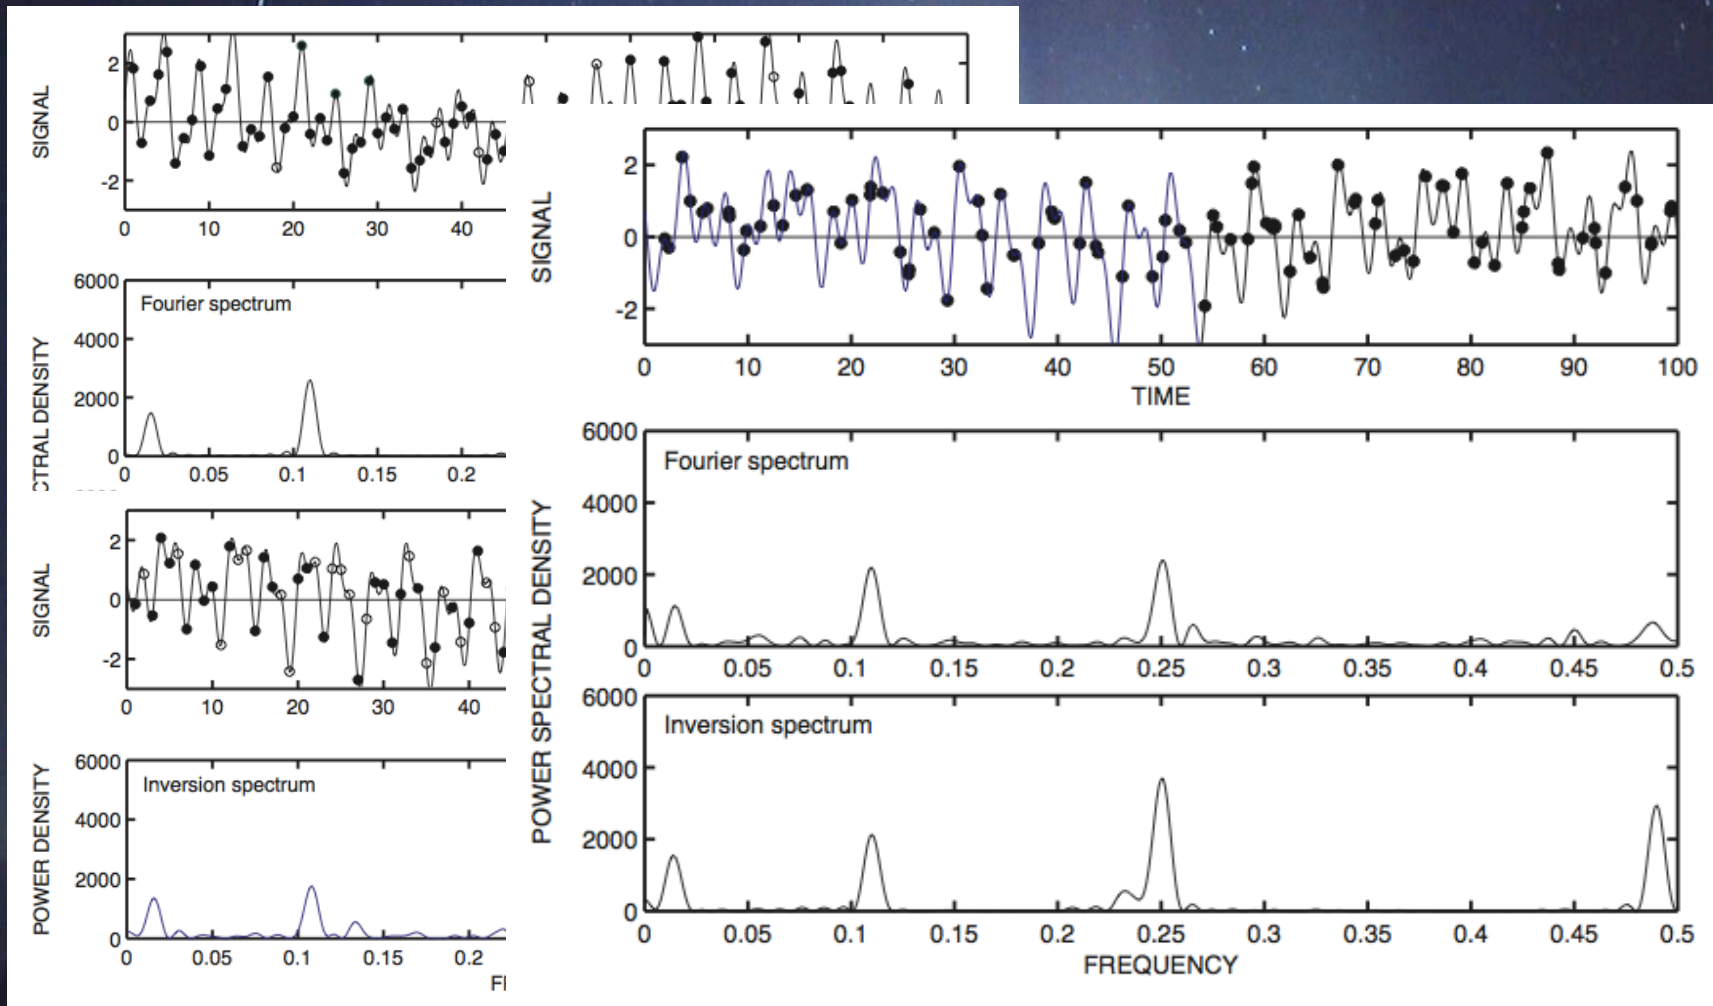 SIGNAL
2
0
-2
0 10 20 30 40
6000
4000
2000
0
Fourier spectrum
CTRAL DENSITY
0 0.05 0.1 0.15 0.2
SIGNAL
2
0
-2
0 10 20 30 40
POWER DENSITY
6000
4000
2000
0
Inversion spectrum
0 0.05 0.1 0.15 0.2
SIGNAL
2
0
-2
0 10 20 30 40 50 60 70 80 90 100
TIME
POWER SPECTRAL DENSITY
6000
4000
2000
0
Fourier spectrum
0 0.05 0.1 0.15 0.2 0.25 0.3 0.35 0.4 0.45 0.5
6000
4000
2000
0
Inversion spectrum
0 0.05 0.1 0.15 0.2 0.25 0.3 0.35 0.4 0.45 0.5
FREQUENCY